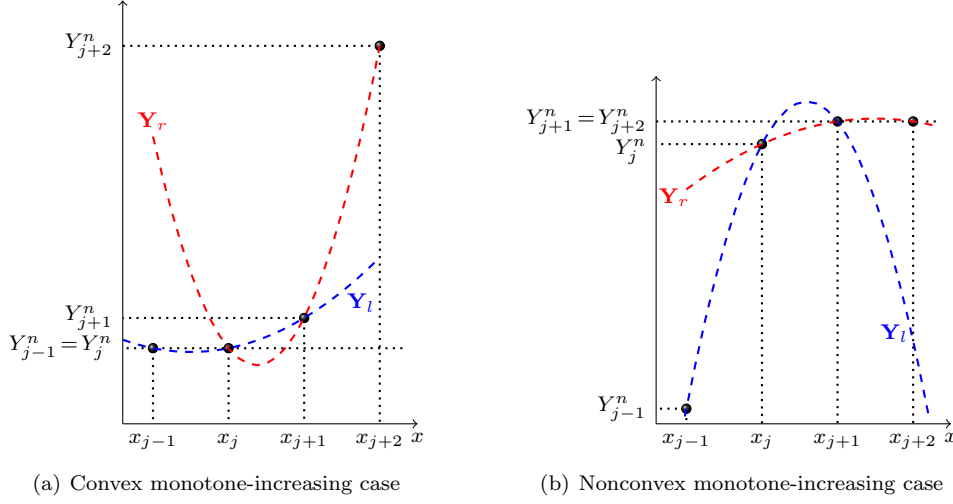 Y^n_{j+2}
Y_r
Y^n_{j+1}
Y_l
Y^n_{j-1} = Y^n_j
x_{j-1} x_j x_{j+1} x_{j+2} x
(a) Convex monotone-increasing case
Y^n_{j+1} = Y^n_{j+2}
Y^n_j
Y_r
Y_l
Y^n_{j-1}
x_{j-1} x_j x_{j+1} x_{j+2} x
(b) Nonconvex monotone-increasing case